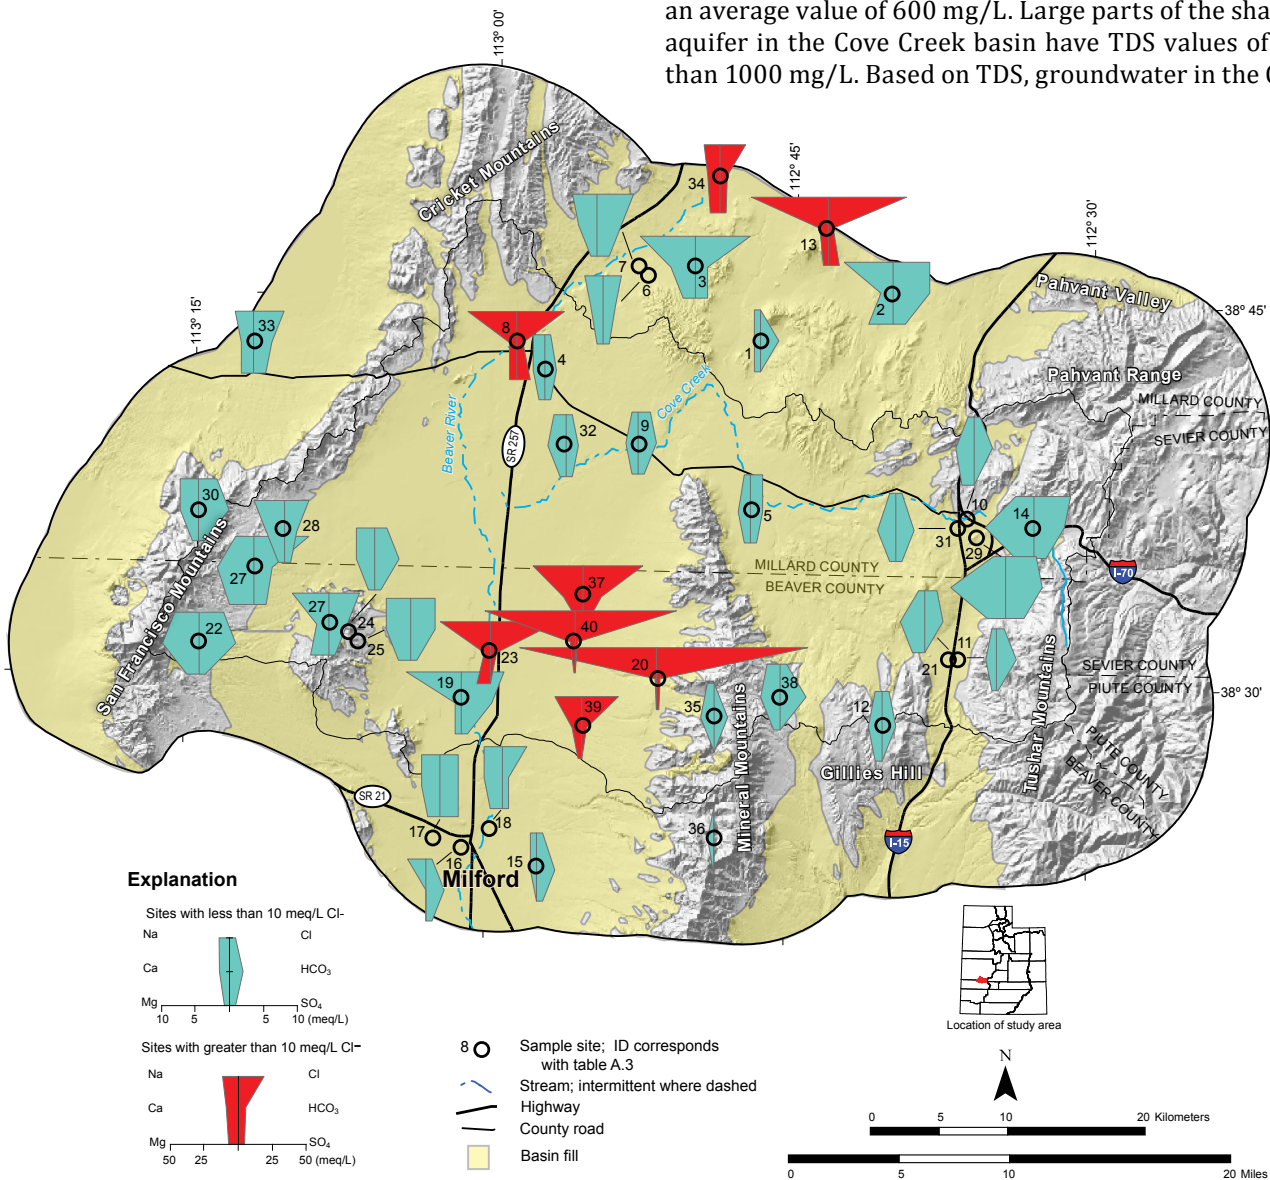 an average value of 600 mg/L. Large parts of the sha
aquifer in the Cove Creek basin have TDS values of
than 1000 mg/L. Based on TDS, groundwater in the
113° 00'
112° 45'
112° 30'
113° 15'
38° 45'
38° 30'
Cricket Mountains
Pahvant Valley
Pahvant Range
MILLARD COUNTY
SEVIER COUNTY
34
13
7
6
3
2
33
8
4
1
Beaver River
Cove Creek
SR 257
32
9
30
28
5
10
14
31
29
San Francisco Mountains
27
MILLARD COUNTY
BEAVER COUNTY
I-70
37
27
24
25
22
40
23
20
11
21
SEVIER COUNTY
PIUTE COUNTY
19
39
35
38
12
Mineral Mountains
Gillies Hill
Tushar Mountains
PIUTE COUNTY
BEAVER COUNTY
SR 21
17
18
16
15
36
I-15
Milford
Explanation
Sites with less than 10 meq/L Cl-
Na Cl
Ca HCO3
Mg SO4
10 5 5 10 (meq/L)
Sites with greater than 10 meq/L Cl–
Na Cl
Ca HCO3
Mg SO4
50 25 25 50 (meq/L)
8 Sample site; ID corresponds
with table A.3
Stream; intermittent where dashed
Highway
County road
Basin fill
Location of study area
N
0 5 10 20 Kilometers
0 5 10 20 Miles